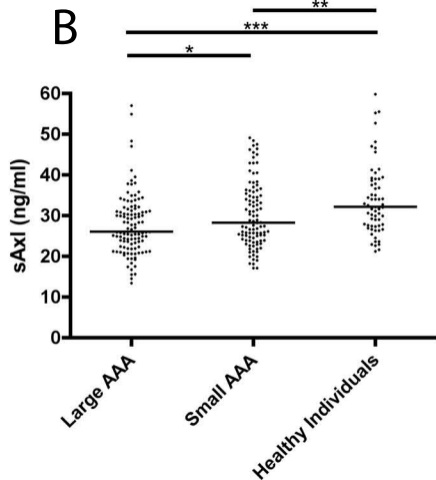 B
**
***
*
60
50
40
30
20
10
0
sAxl (ng/ml)
Large AAA
Small AAA
Healthy Individuals